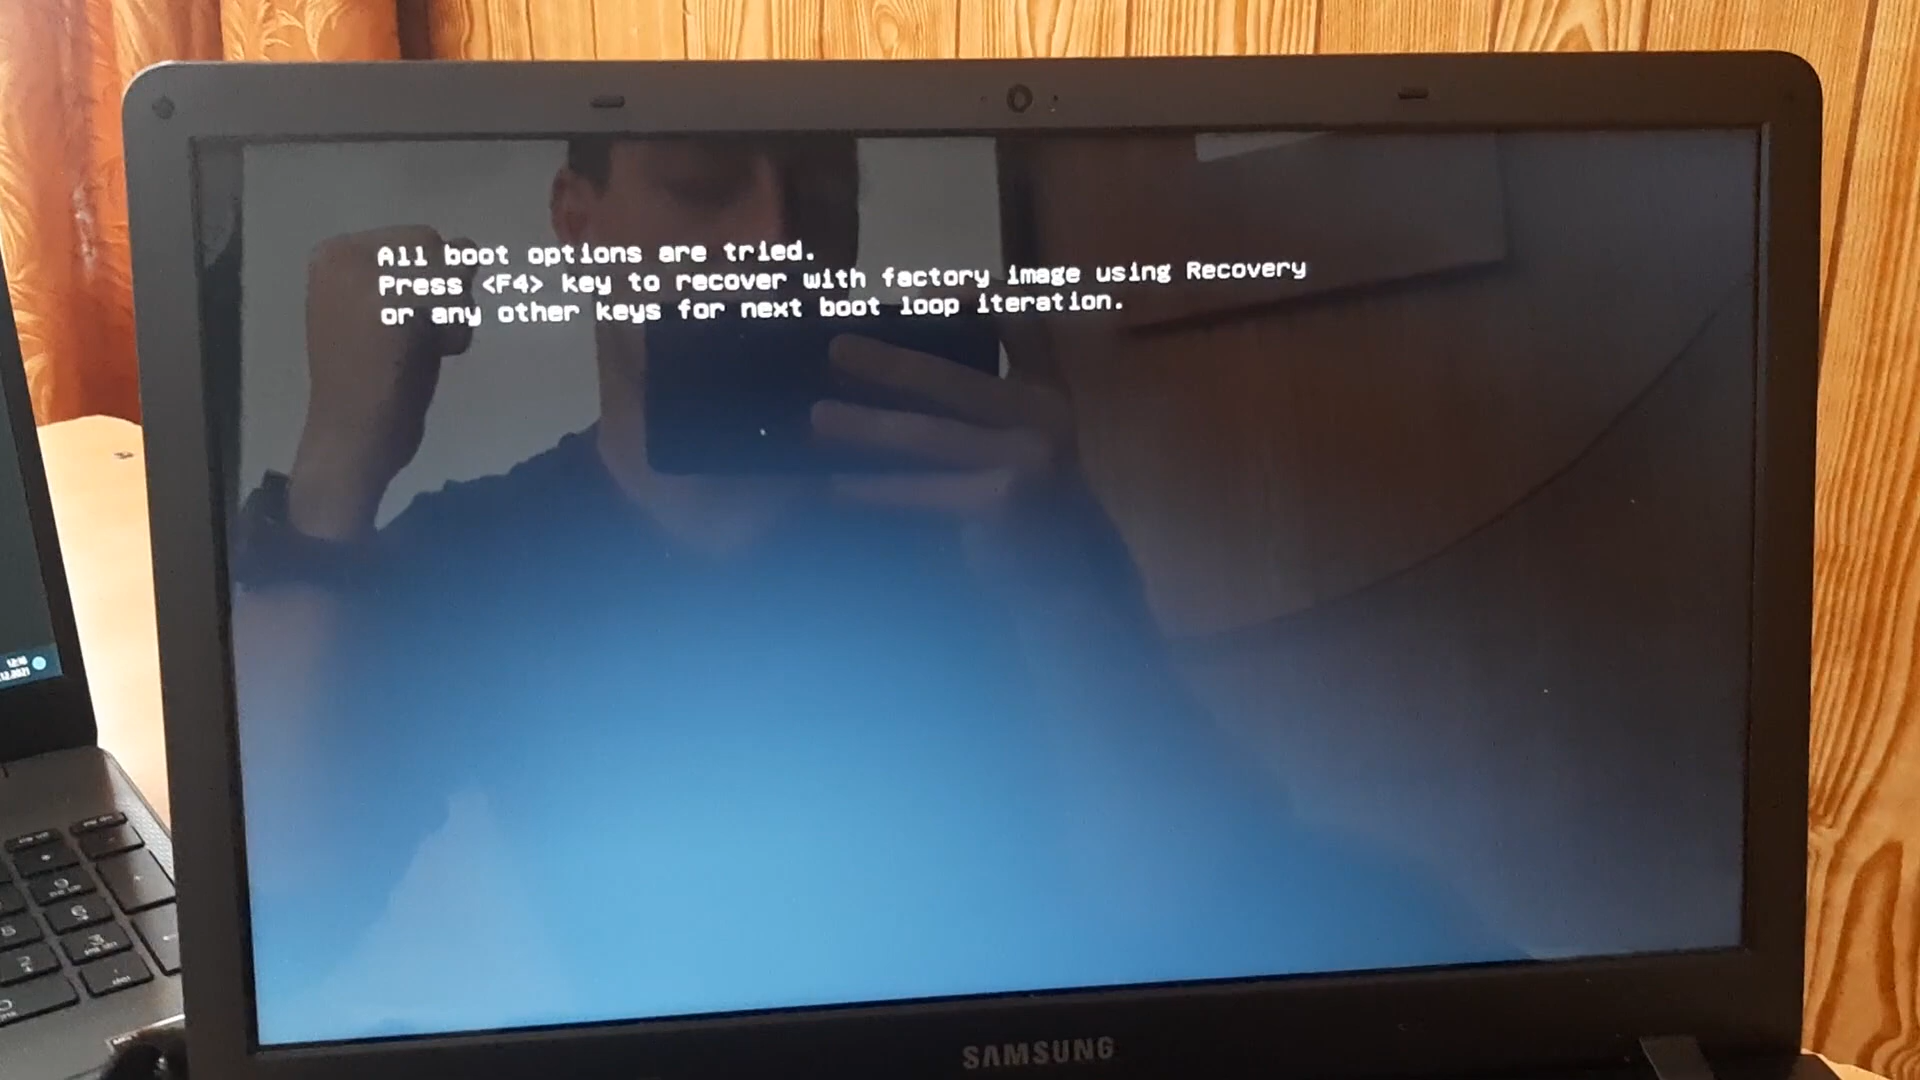 All boot options are tried.
Press <F4> key to recover with factory image using Recovery
or any other keys for next boot loop iteration.
SAMSUNG